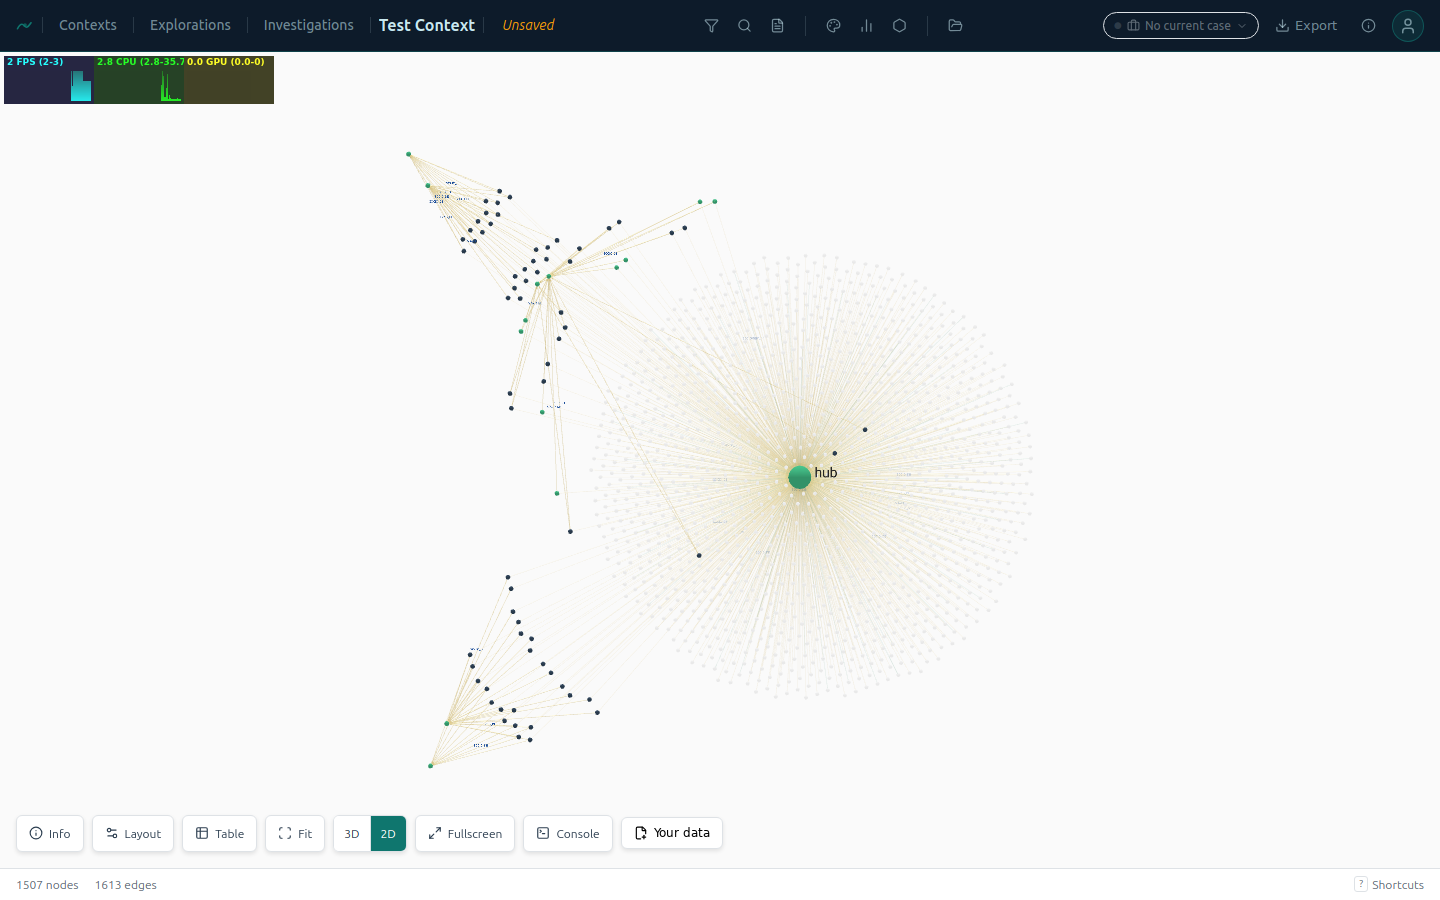 Contexts
Explorations
Investigations
Test Context
Unsaved
No current case
Export
2 FPS (2-3)
2.8 CPU (2.8-35.7
0.0 GPU (0.0-0)
hub
Info
Layout
Table
Fit
3D
2D
Fullscreen
Console
Your data
1507 nodes
1613 edges
? Shortcuts